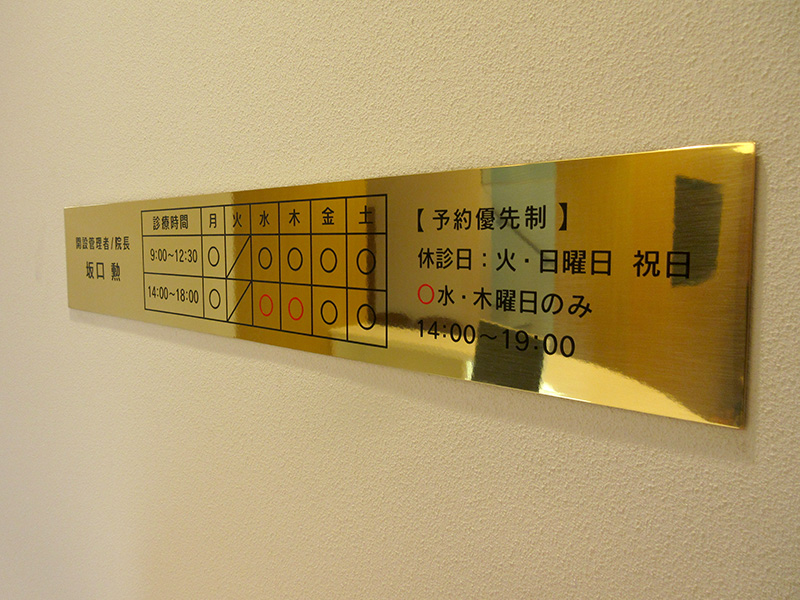 開設管理者/院長
坂口 勲
診療時間 月 火 水 木 金 土
9:00~12:30 ○ ／ ○ ○ ○ ○
14:00~18:00 ○ ／ ○ ○ ○ ○
【 予約優先制 】
休診日：火・日曜日 祝日
○水・木曜日のみ
14:00～19:00